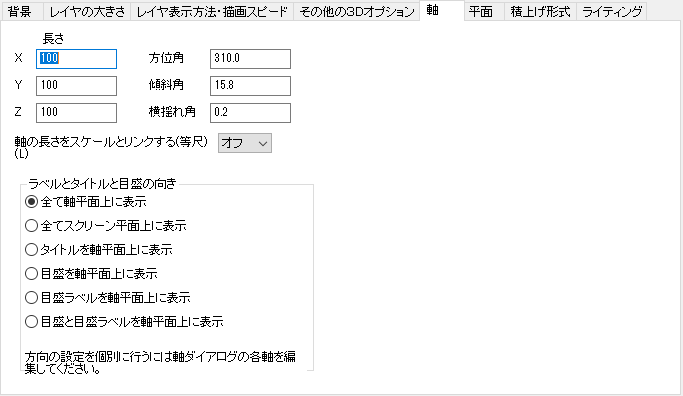 背景 レイヤの大きさ レイヤ表示方法・描画スピード その他の3Dオプション 軸 平面 積上げ形式 ライティング
長さ
X 100 方位角 310.0
Y 100 傾斜角 15.8
Z 100 横揺れ角 0.2
軸の長さをスケールとリンクする(等尺) オフ
(L)
ラベルとタイトルと目盛の向き
全て軸平面上に表示
全てスクリーン平面上に表示
タイトルを軸平面上に表示
目盛を軸平面上に表示
目盛ラベルを軸平面上に表示
目盛と目盛ラベルを軸平面上に表示
方向の設定を個別に行うには軸ダイアログの各軸を編
集してください。